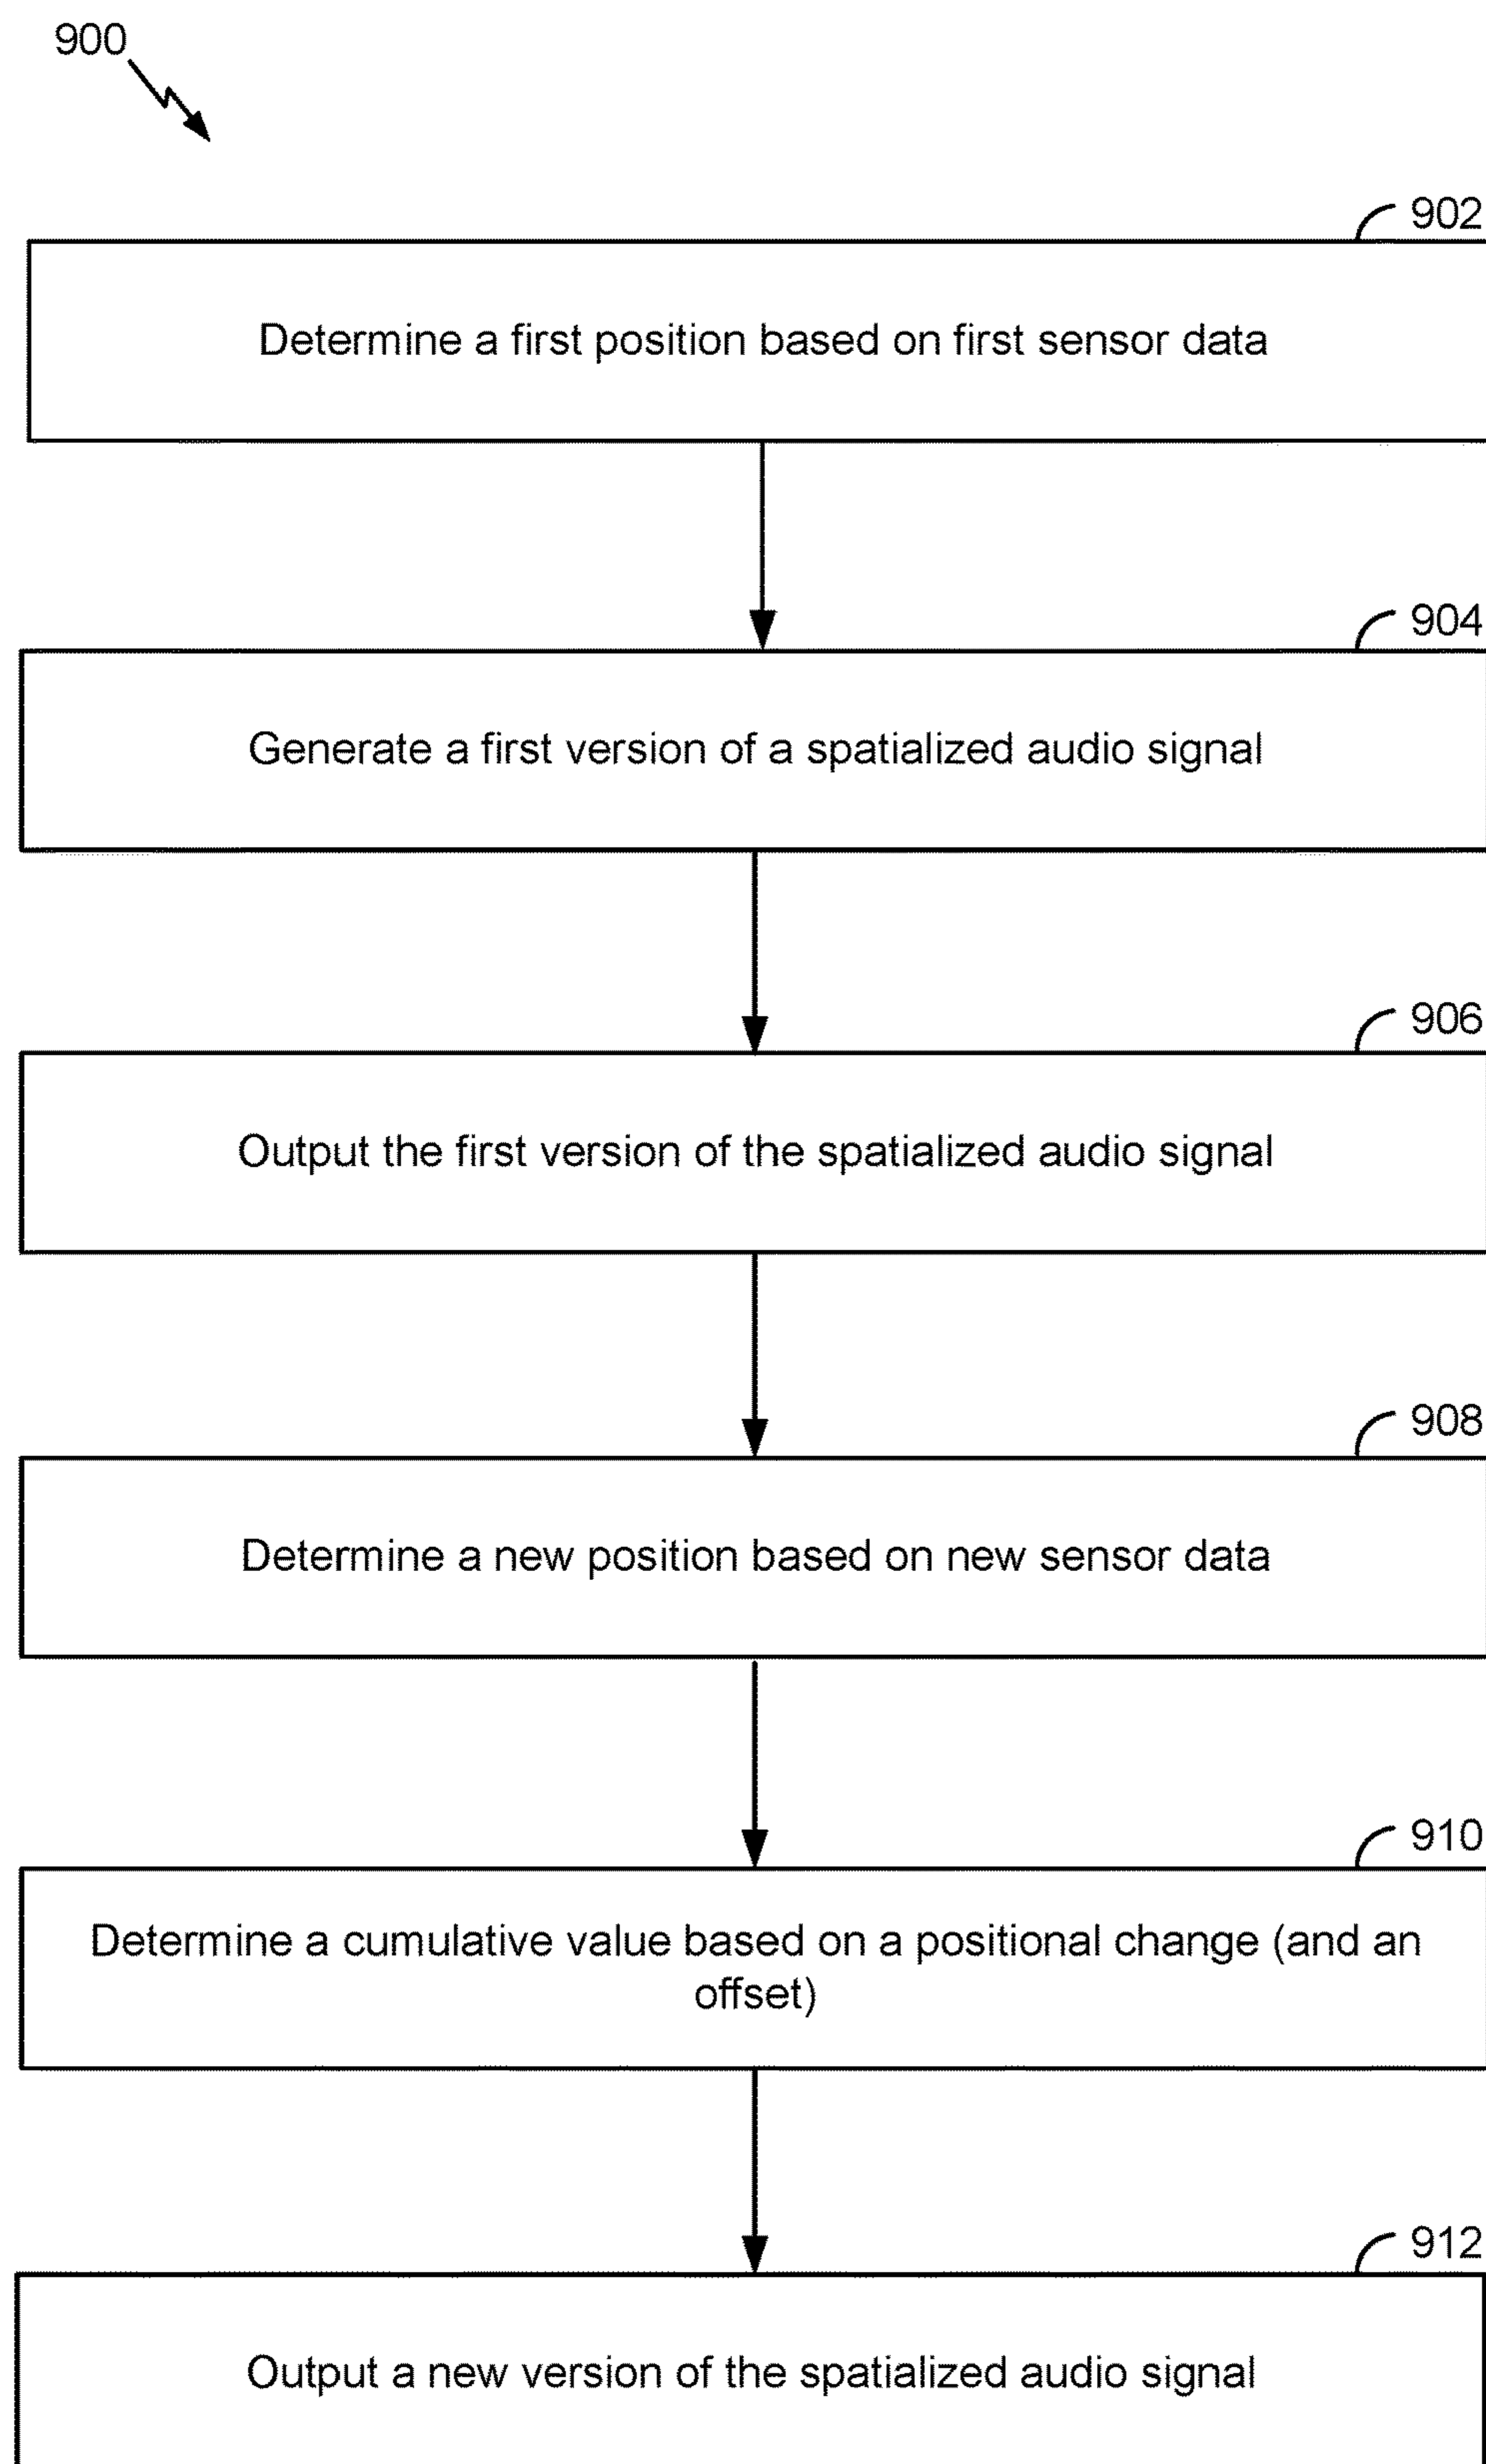 900
902
Determine a first position based on first sensor data
904
Generate a first version of a spatialized audio signal
906
Output the first version of the spatialized audio signal
908
Determine a new position based on new sensor data
910
Determine a cumulative value based on a positional change (and an
offset)
912
Output a new version of the spatialized audio signal